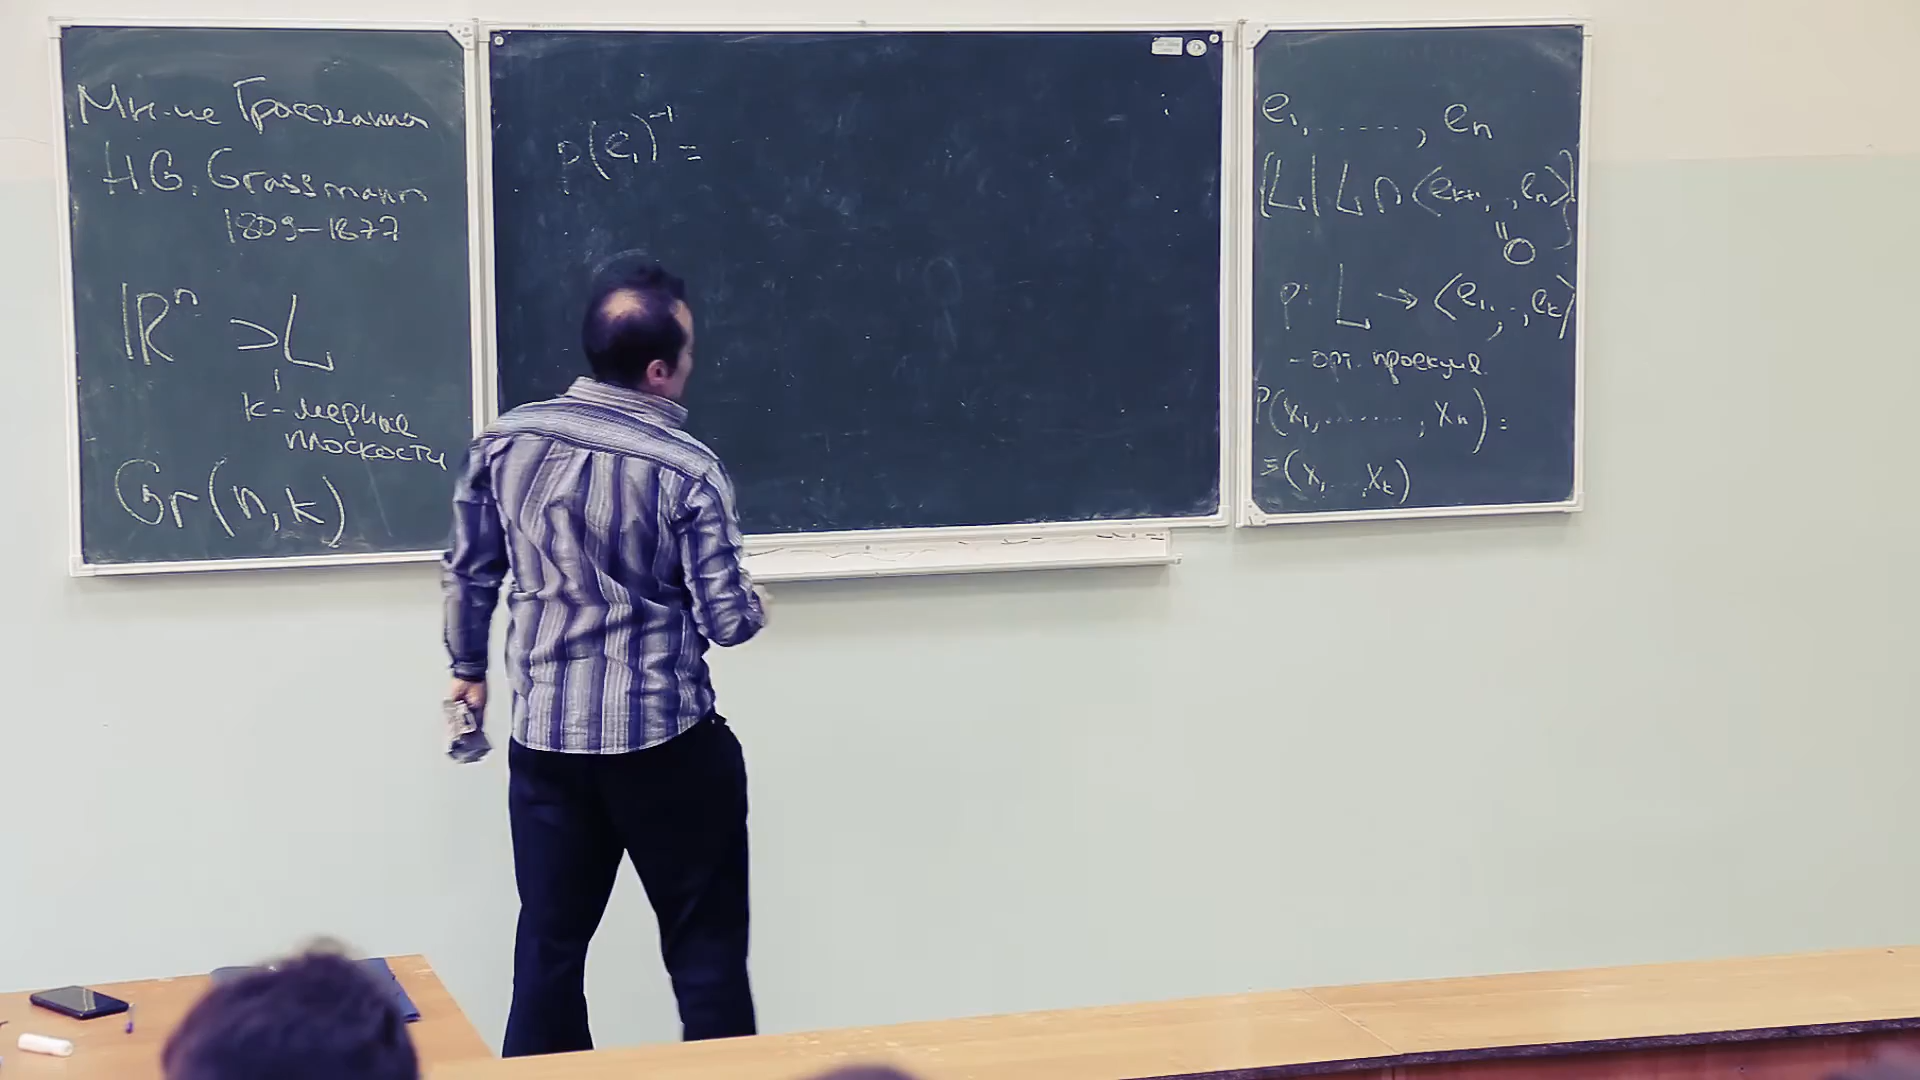 Мн-ие Грассманна
H.G. Grassmann
1809–1877
ℝⁿ ⊃ L
k-мерные
плоскости
Gr(n,k)
p(e₁)⁻¹ =
e₁, ....., eₙ
{L | L ∩ ⟨eₖ₊₁, .., eₙ⟩}
"
0
p: L → ⟨e₁, .., eₖ⟩
- орт. проекция
P(x₁, ........, xₙ) =
=(x₁ ... xₖ)